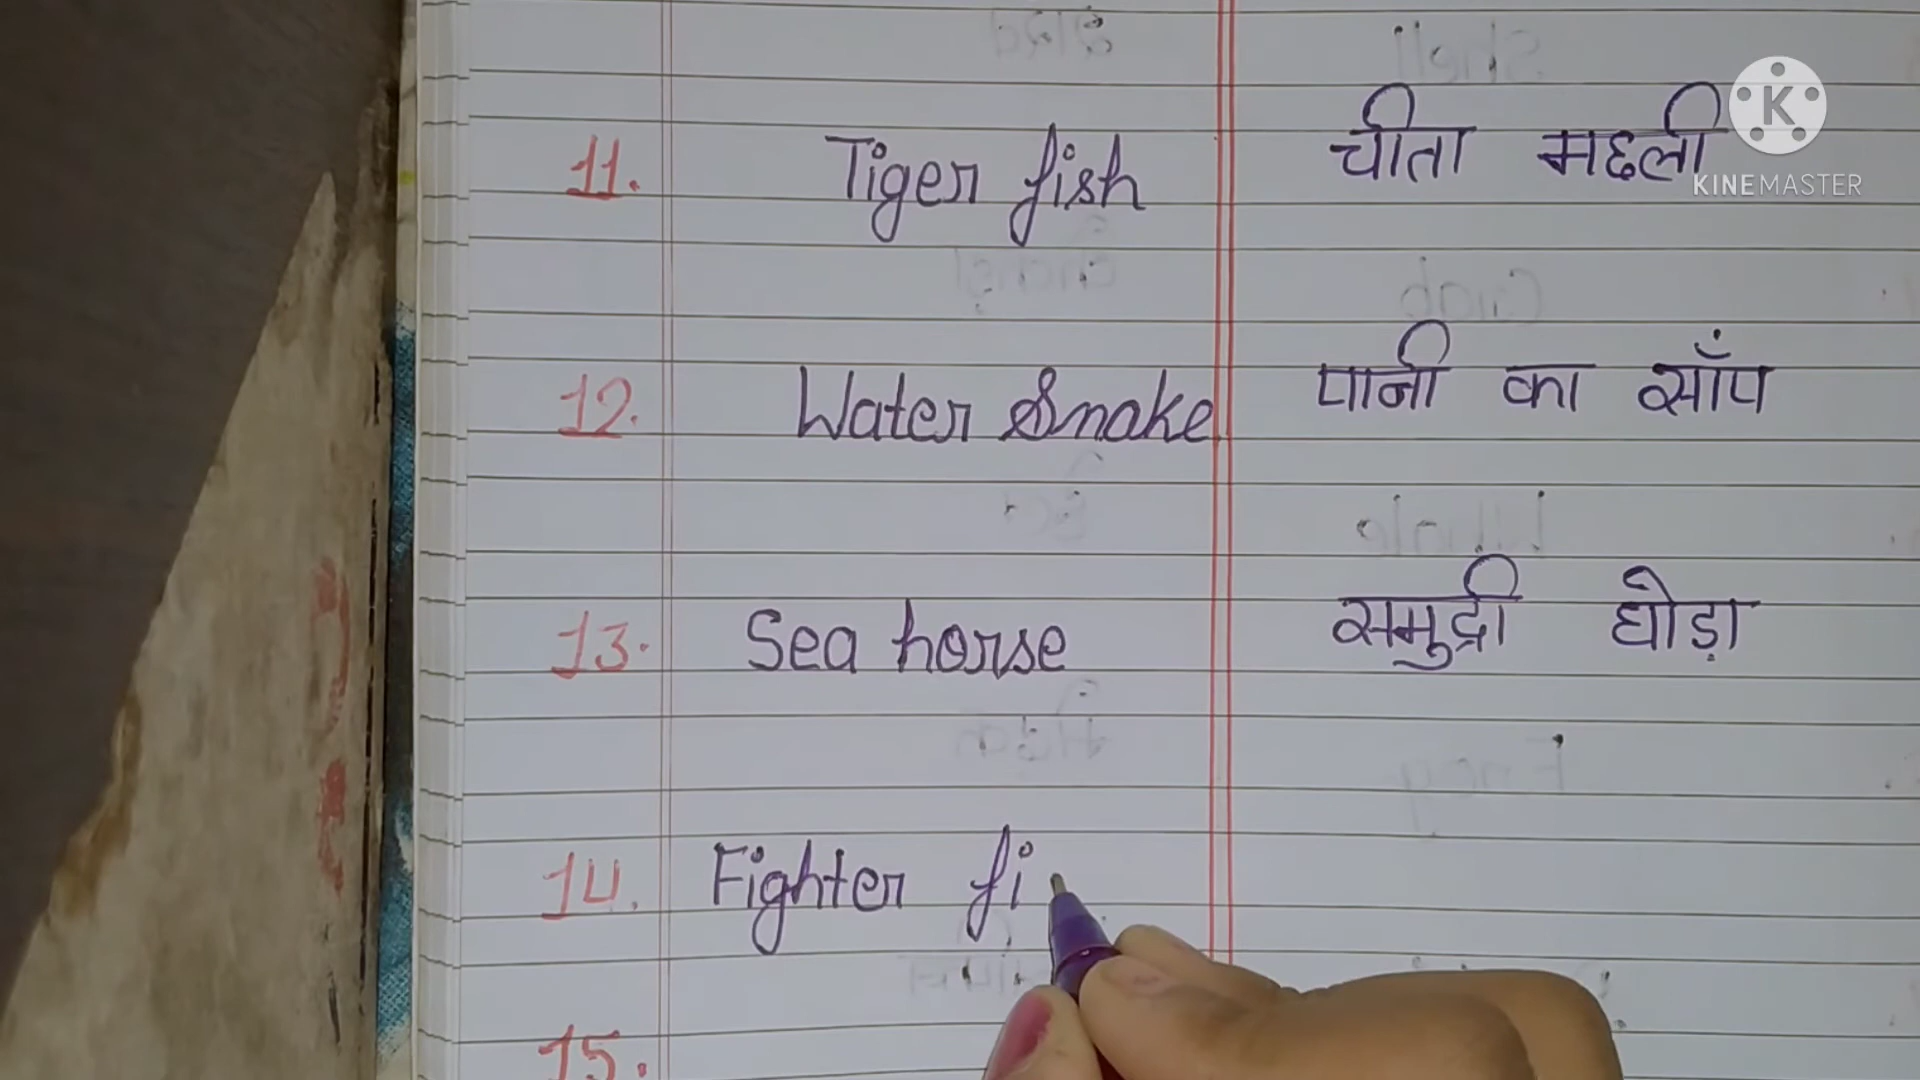 11. Tiger fish चीता मछली
K
KINEMASTER
12. Water Snake पानी का साँप
13. Sea horse समुद्री घोड़ा
14. Fighter fi
15.